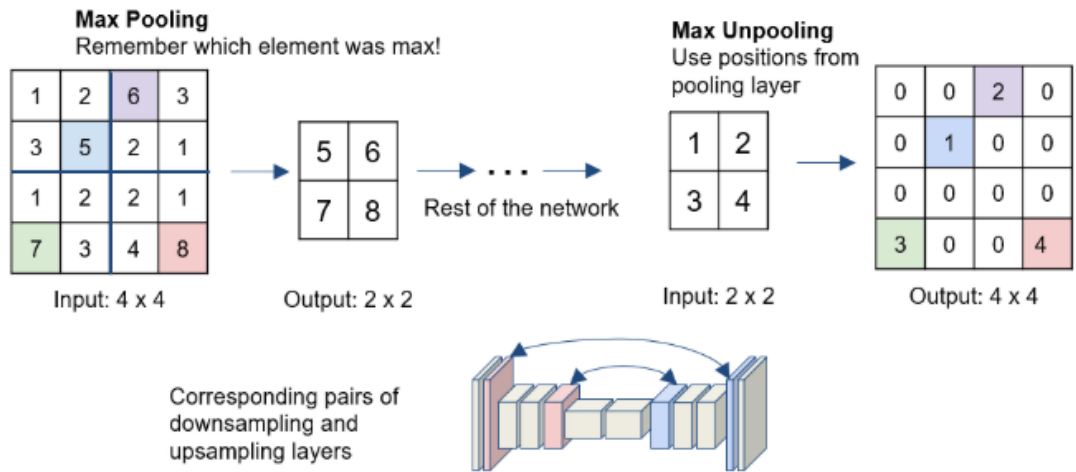 Max Pooling
Remember which element was max!
1 2 6 3
3 5 2 1
1 2 2 1
7 3 4 8
Input: 4 x 4
5 6
7 8
Output: 2 x 2
...
Rest of the network
Max Unpooling
Use positions from
pooling layer
1 2
3 4
Input: 2 x 2
0 0 2 0
0 1 0 0
0 0 0 0
3 0 0 4
Output: 4 x 4
Corresponding pairs of
downsampling and
upsampling layers